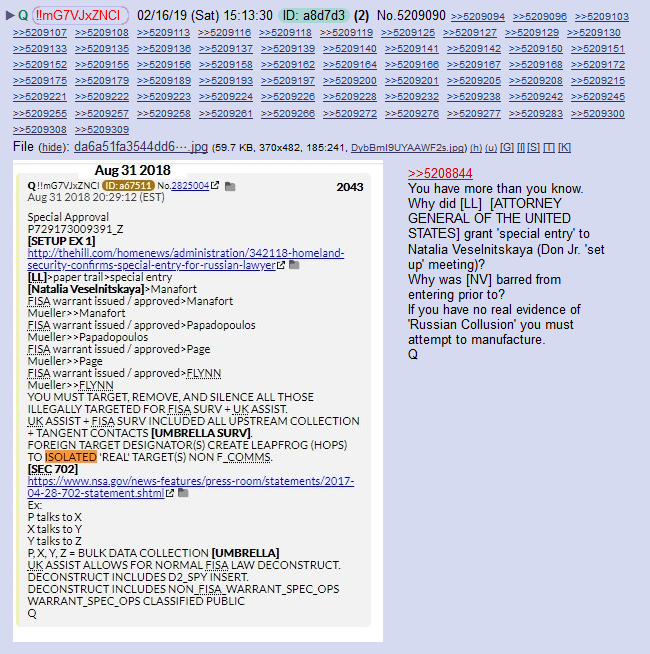 ▶ Q !!mG7VJxZNCI 02/16/19 (Sat) 15:13:30 ID: a8d7d3 (2) No.5209090 >>5209094 >>5209096 >>5209103
>>5209107 >>5209108 >>5209113 >>5209116 >>5209118 >>5209119 >>5209125 >>5209127 >>5209129 >>5209130
>>5209133 >>5209135 >>5209136 >>5209137 >>5209139 >>5209140 >>5209141 >>5209142 >>5209150 >>5209151
>>5209152 >>5209155 >>5209156 >>5209158 >>5209162 >>5209164 >>5209166 >>5209167 >>5209168 >>5209172
>>5209175 >>5209179 >>5209189 >>5209193 >>5209197 >>5209200 >>5209201 >>5209205 >>5209208 >>5209215
>>5209221 >>5209222 >>5209223 >>5209224 >>5209226 >>5209228 >>5209232 >>5209239 >>5209242 >>5209245
>>5209255 >>5209257 >>5209258 >>5209261 >>5209266 >>5209272 >>5209276 >>5209277 >>5209283 >>5209300
>>5209308 >>5209309
File (hide): da6a51fa3544dd6⋯.jpg (59.7 KB, 370x482, 185:241, DybBmI9UYAAWF2s.jpg) (h) (u) [G] [I] [S] [T] [K]
Aug 31 2018
Q !!mG7VJxZNCI ID: a67511 No.2825004 2043
Aug 31 2018 20:29:12 (EST)
Special Approval
P729173009391_Z
[SETUP EX 1]
http://thehill.com/homenews/administration/342118-homeland-
security-confirms-special-entry-for-russian-lawyer
[LL]>paper trail>special entry
[Natalia Veselnitskaya]>Manafort
FISA warrant issued / approved>Manafort
Mueller>>Manafort
FISA warrant issued / approved>Papadopoulos
Mueller>>Papadopoulos
FISA warrant issued / approved>Page
Mueller>>Page
FISA warrant issued / approved>FLYNN
Mueller>>FLYNN
YOU MUST TARGET, REMOVE, AND SILENCE ALL THOSE
ILLEGALLY TARGETED FOR FISA SURV + UK ASSIST.
UK ASSIST + FISA SURV INCLUDED ALL UPSTREAM COLLECTION
+ TANGENT CONTACTS [UMBRELLA SURV].
FOREIGN TARGET DESIGNATOR(S) CREATE LEAPFROG (HOPS)
TO ISOLATED 'REAL' TARGET(S) NON F_COMMS.
[SEC 702]
https://www.nsa.gov/news-features/press-room/statements/2017-
04-28-702-statement.shtml
Ex:
P talks to X
X talks to Y
Y talks to Z
P, X, Y, Z = BULK DATA COLLECTION [UMBRELLA]
UK ASSIST ALLOWS FOR NORMAL FISA LAW DECONSTRUCT.
DECONSTRUCT INCLUDES D2_SPY INSERT.
DECONSTRUCT INCLUDES NON_FISA_WARRANT_SPEC_OPS
WARRANT_SPEC_OPS CLASSIFIED PUBLIC
Q
>>5208844
You have more than you know.
Why did [LL] [ATTORNEY
GENERAL OF THE UNITED
STATES] grant 'special entry' to
Natalia Veselnitskaya (Don Jr. 'set
up' meeting)?
Why was [NV] barred from
entering prior to?
If you have no real evidence of
'Russian Collusion' you must
attempt to manufacture.
Q